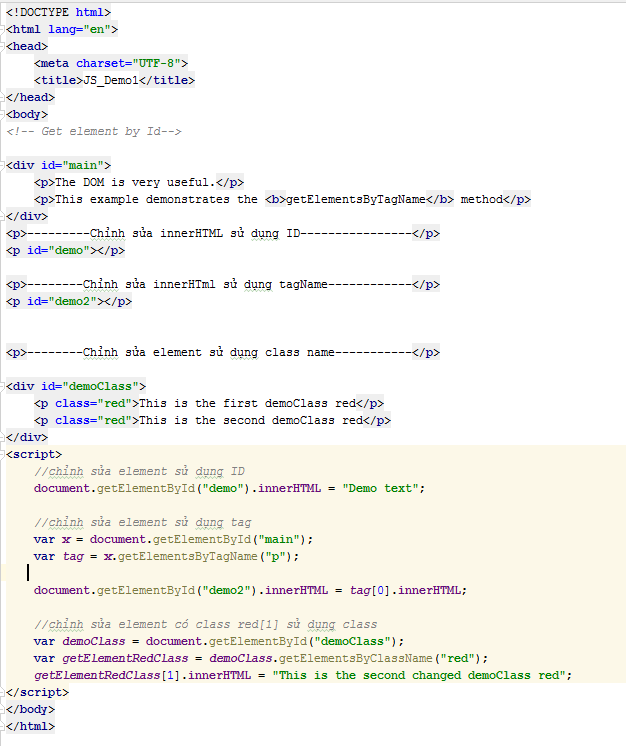 <!DOCTYPE html>
<html lang="en">
<head>
    <meta charset="UTF-8">
    <title>JS_Demo1</title>
</head>
<body>
<!-- Get element by Id-->

<div id="main">
    <p>The DOM is very useful.</p>
    <p>This example demonstrates the <b>getElementsByTagName</b> method</p>
</div>
<p>---------Chỉnh sửa innerHTML sử dụng ID----------------</p>
<p id="demo"></p>

<p>--------Chỉnh sửa innerHTml sử dụng tagName------------</p>
<p id="demo2"></p>


<p>--------Chỉnh sửa element sử dụng class name-----------</p>

<div id="demoClass">
    <p class="red">This is the first demoClass red</p>
    <p class="red">This is the second demoClass red</p>
</div>
<script>
    //chỉnh sửa element sử dụng ID
    document.getElementById("demo").innerHTML = "Demo text";

    //chỉnh sửa element sử dụng tag
    var x = document.getElementById("main");
    var tag = x.getElementsByTagName("p");

    document.getElementById("demo2").innerHTML = tag[0].innerHTML;

    //chỉnh sửa element có class red[1] sử dụng class
    var demoClass = document.getElementById("demoClass");
    var getElementRedClass = demoClass.getElementsByClassName("red");
    getElementRedClass[1].innerHTML = "This is the second changed demoClass red";
</script>
</body>
</html>